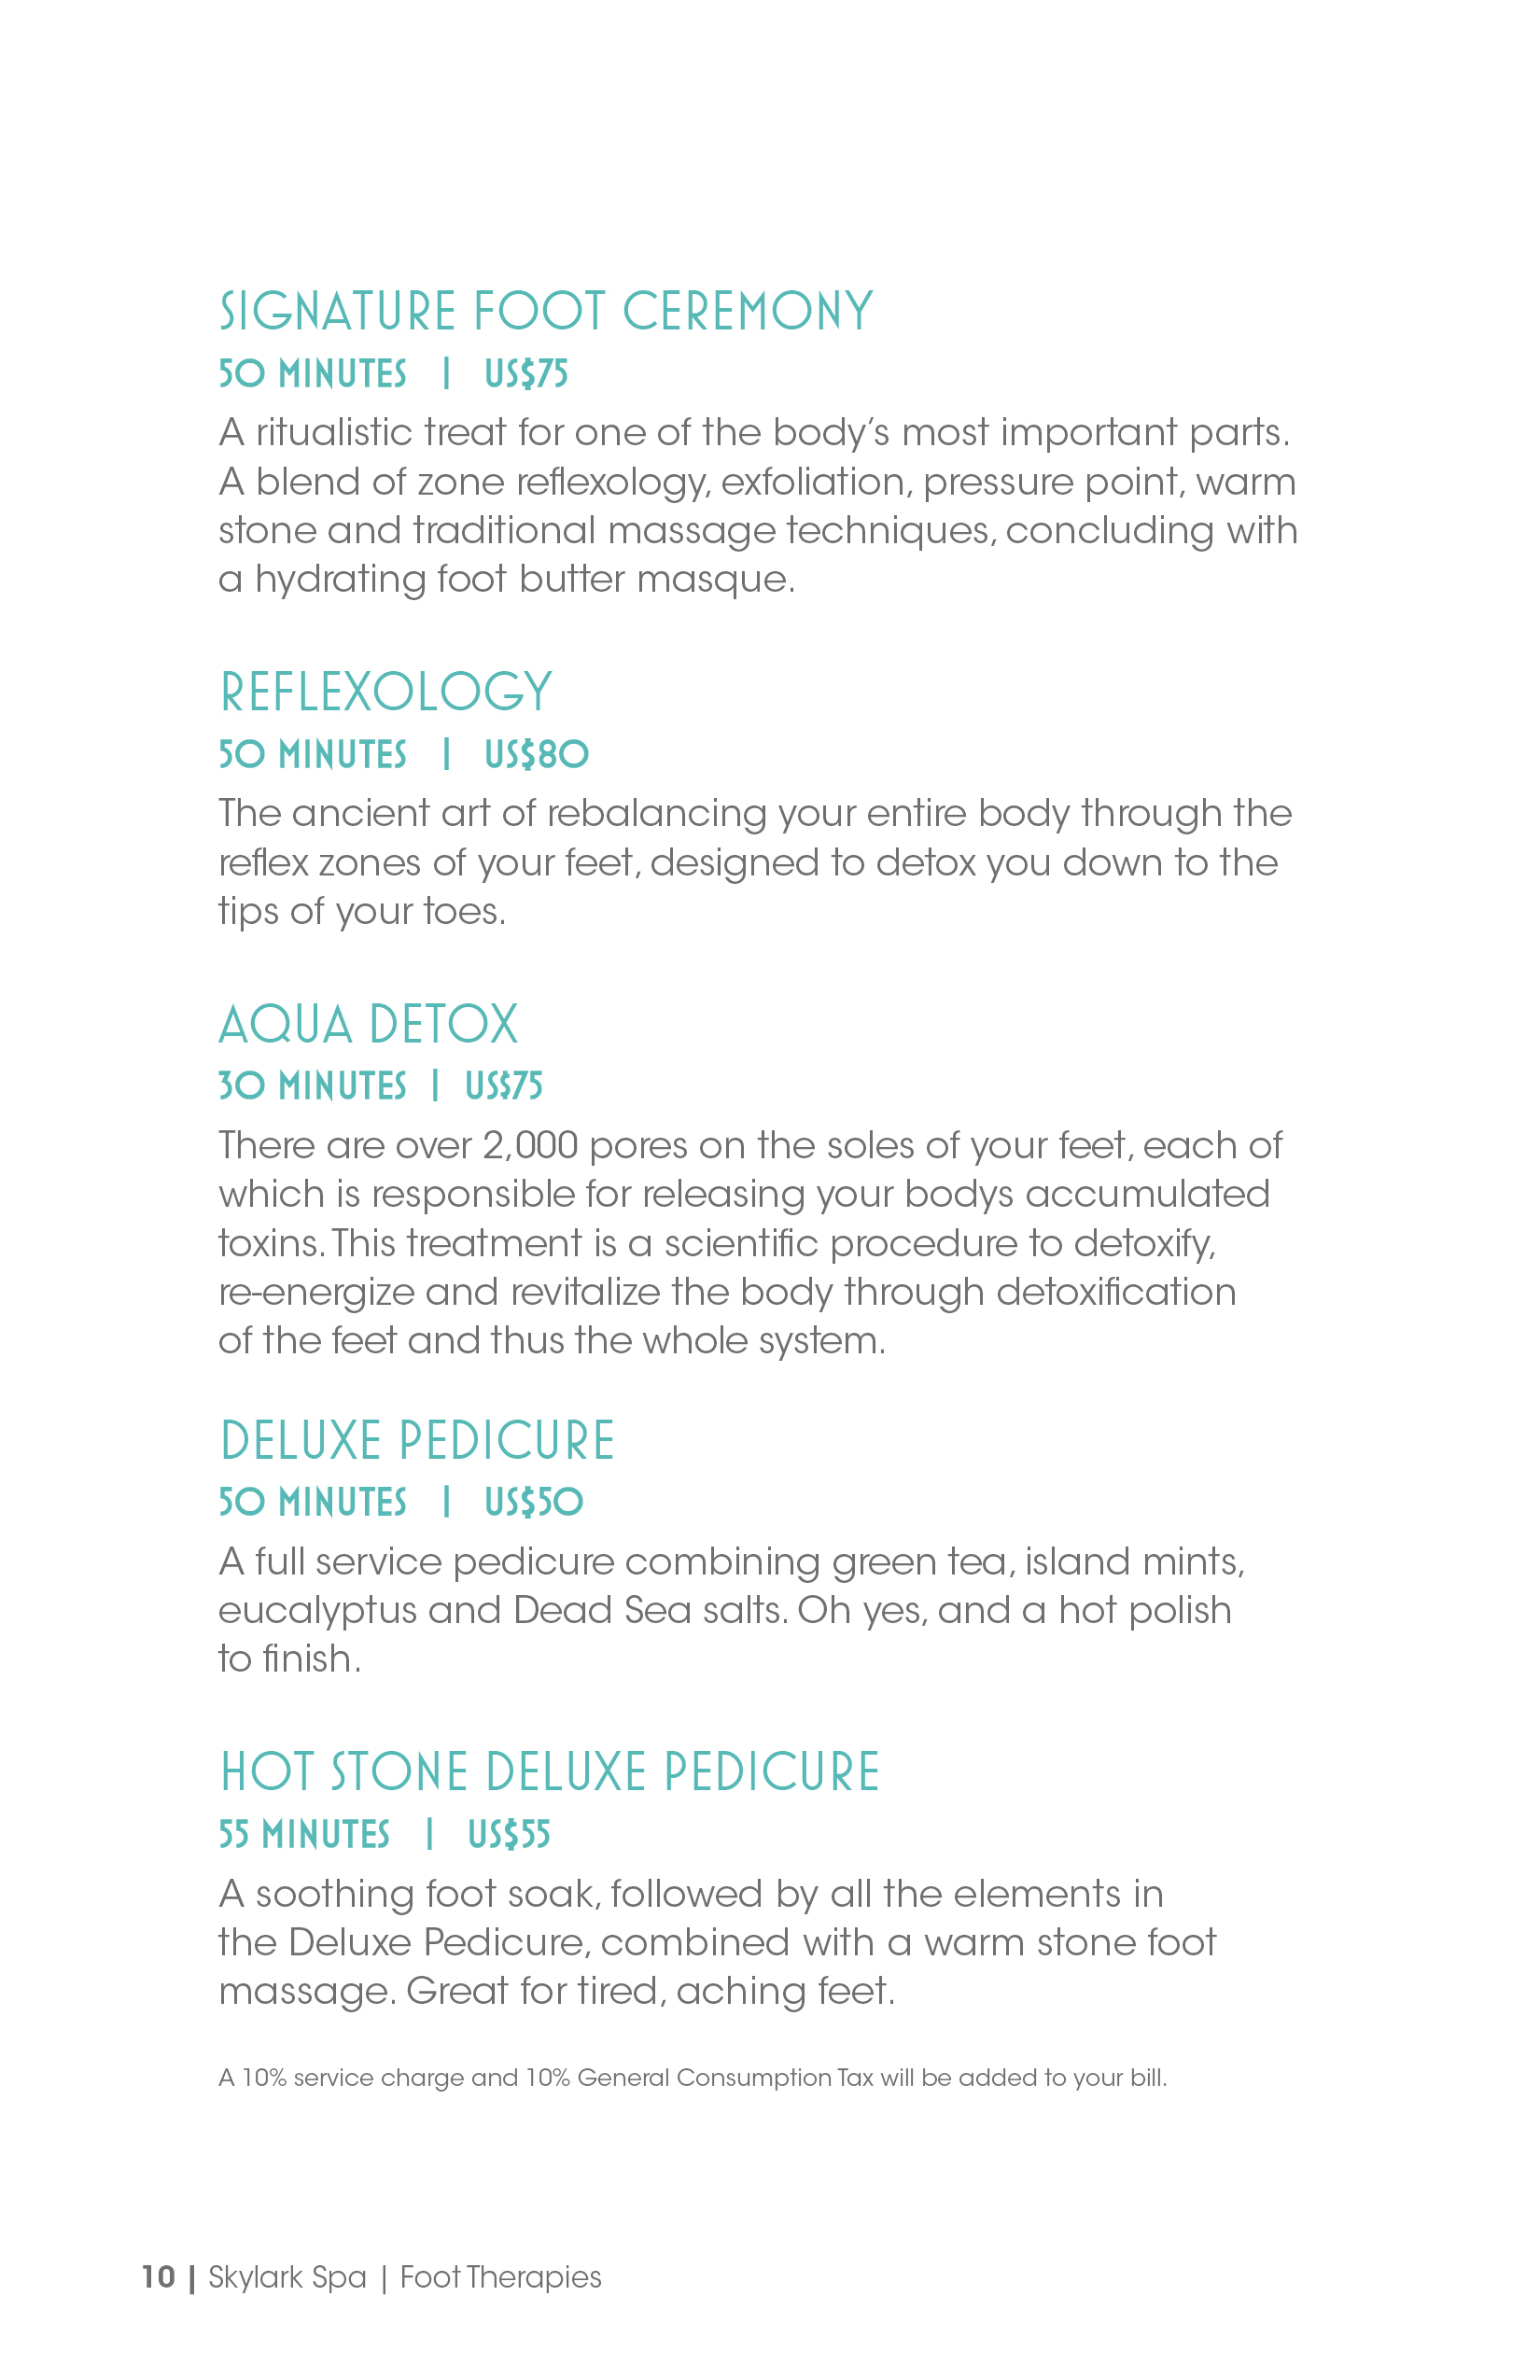 SIGNATURE FOOT CEREMONY
50 MINUTES | US$75
A ritualistic treat for one of the body’s most important parts.
A blend of zone reflexology, exfoliation, pressure point, warm
stone and traditional massage techniques, concluding with
a hydrating foot butter masque.
REFLEXOLOGY
50 MINUTES | US$80
The ancient art of rebalancing your entire body through the
reflex zones of your feet, designed to detox you down to the
tips of your toes.
AQUA DETOX
30 MINUTES | US$75
There are over 2,000 pores on the soles of your feet, each of
which is responsible for releasing your bodys accumulated
toxins. This treatment is a scientific procedure to detoxify,
re-energize and revitalize the body through detoxification
of the feet and thus the whole system.
DELUXE PEDICURE
50 MINUTES | US$50
A full service pedicure combining green tea, island mints,
eucalyptus and Dead Sea salts. Oh yes, and a hot polish
to finish.
HOT STONE DELUXE PEDICURE
55 MINUTES | US$55
A soothing foot soak, followed by all the elements in
the Deluxe Pedicure, combined with a warm stone foot
massage. Great for tired, aching feet.
A 10% service charge and 10% General Consumption Tax will be added to your bill.
10 | Skylark Spa | Foot Therapies